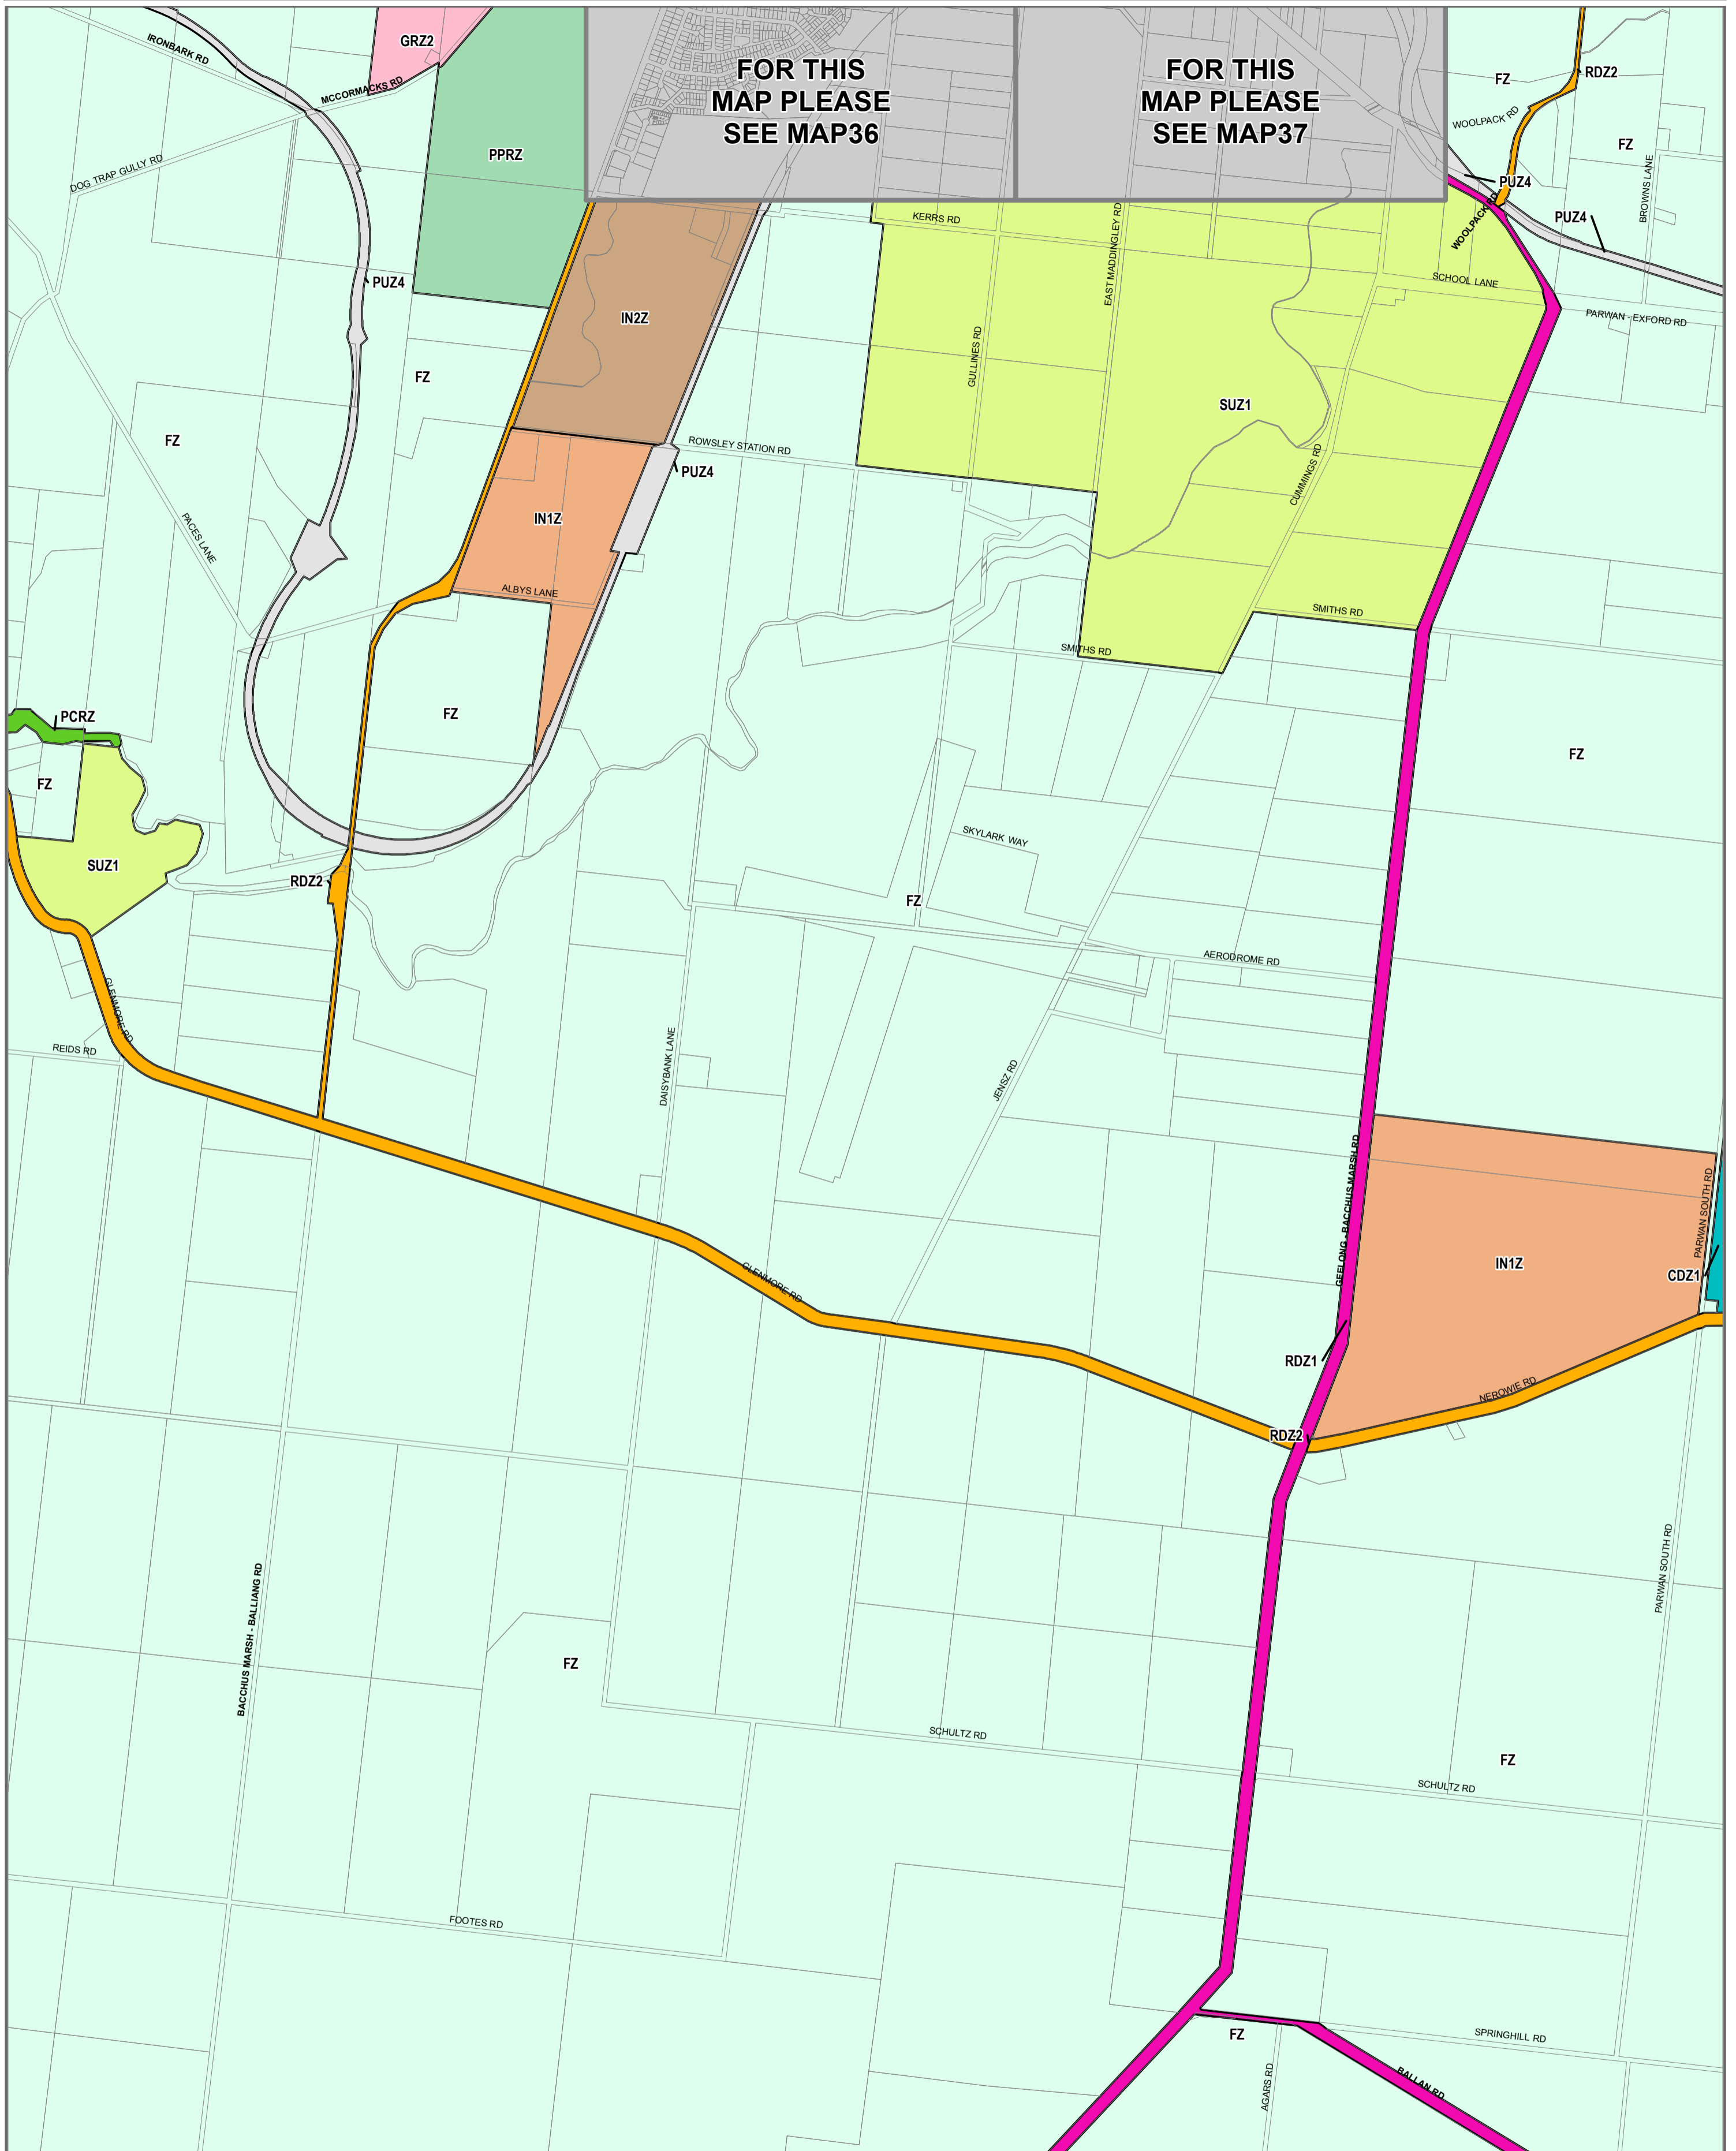 IRONBARK RD
GRZ2
MCCORMACKS RD
FOR THIS
MAP PLEASE
SEE MAP36
FOR THIS
MAP PLEASE
SEE MAP37
FZ
RDZ2
WOOLPACK RD
FZ
PPRZ
DOG TRAP GULLY RD
PUZ4
BROWNS LANE
WOOLPACK RD
PUZ4
KERRS RD
EAST MADDINGLEY RD
SCHOOL LANE
PUZ4
IN2Z
PARWAN - EXFORD RD
GULLINES RD
FZ
SUZ1
FZ
ROWSLEY STATION RD
PUZ4
CUMMINGS RD
IN1Z
PACES LANE
ALBYS LANE
SMITHS RD
SMITHS RD
PCRZ
FZ
FZ
FZ
SUZ1
SKYLARK WAY
RDZ2
FZ
AERODROME RD
GLENMORE RD
REIDS RD
DAISYBANK LANE
JENSZ RD
GEELONG - BACCHUS MARSH RD
PARWAN SOUTH RD
IN1Z
CDZ1
GLENMORE RD
RDZ1
NEROWIE RD
RDZ2
PARWAN SOUTH RD
BACCHUS MARSH - BALLIANG RD
FZ
SCHULTZ RD
FZ
SCHULTZ RD
FOOTES RD
FZ
SPRINGHILL RD
AGARS RD
BALLAN RD